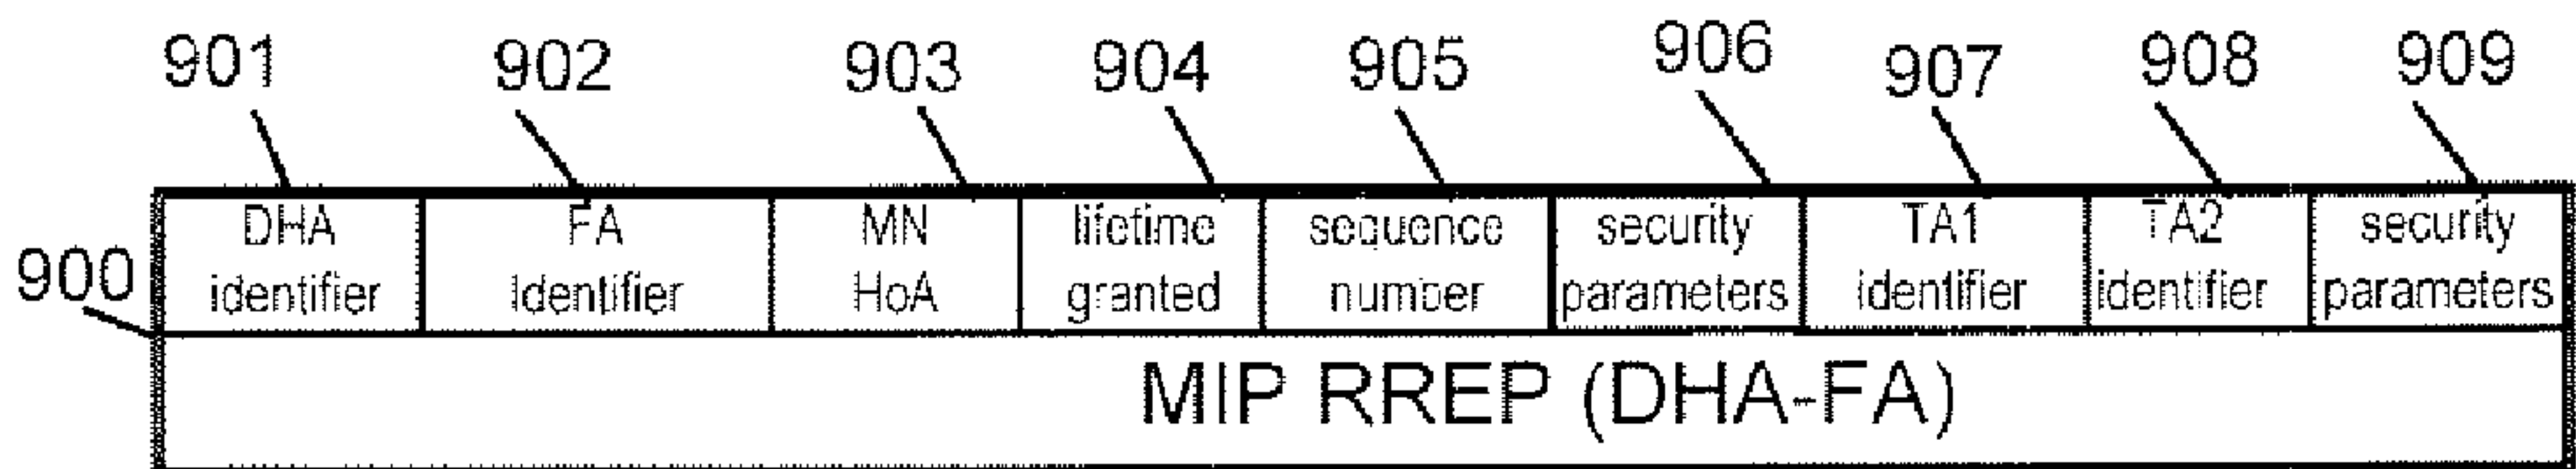 901 902 903 904 905 906 907 908 909
DHA FA MN lifetime sequence security TA1 TA2 security
900 identifier Identifier HoA granted number parameters identifier identifier parameters
MIP RREP (DHA-FA)